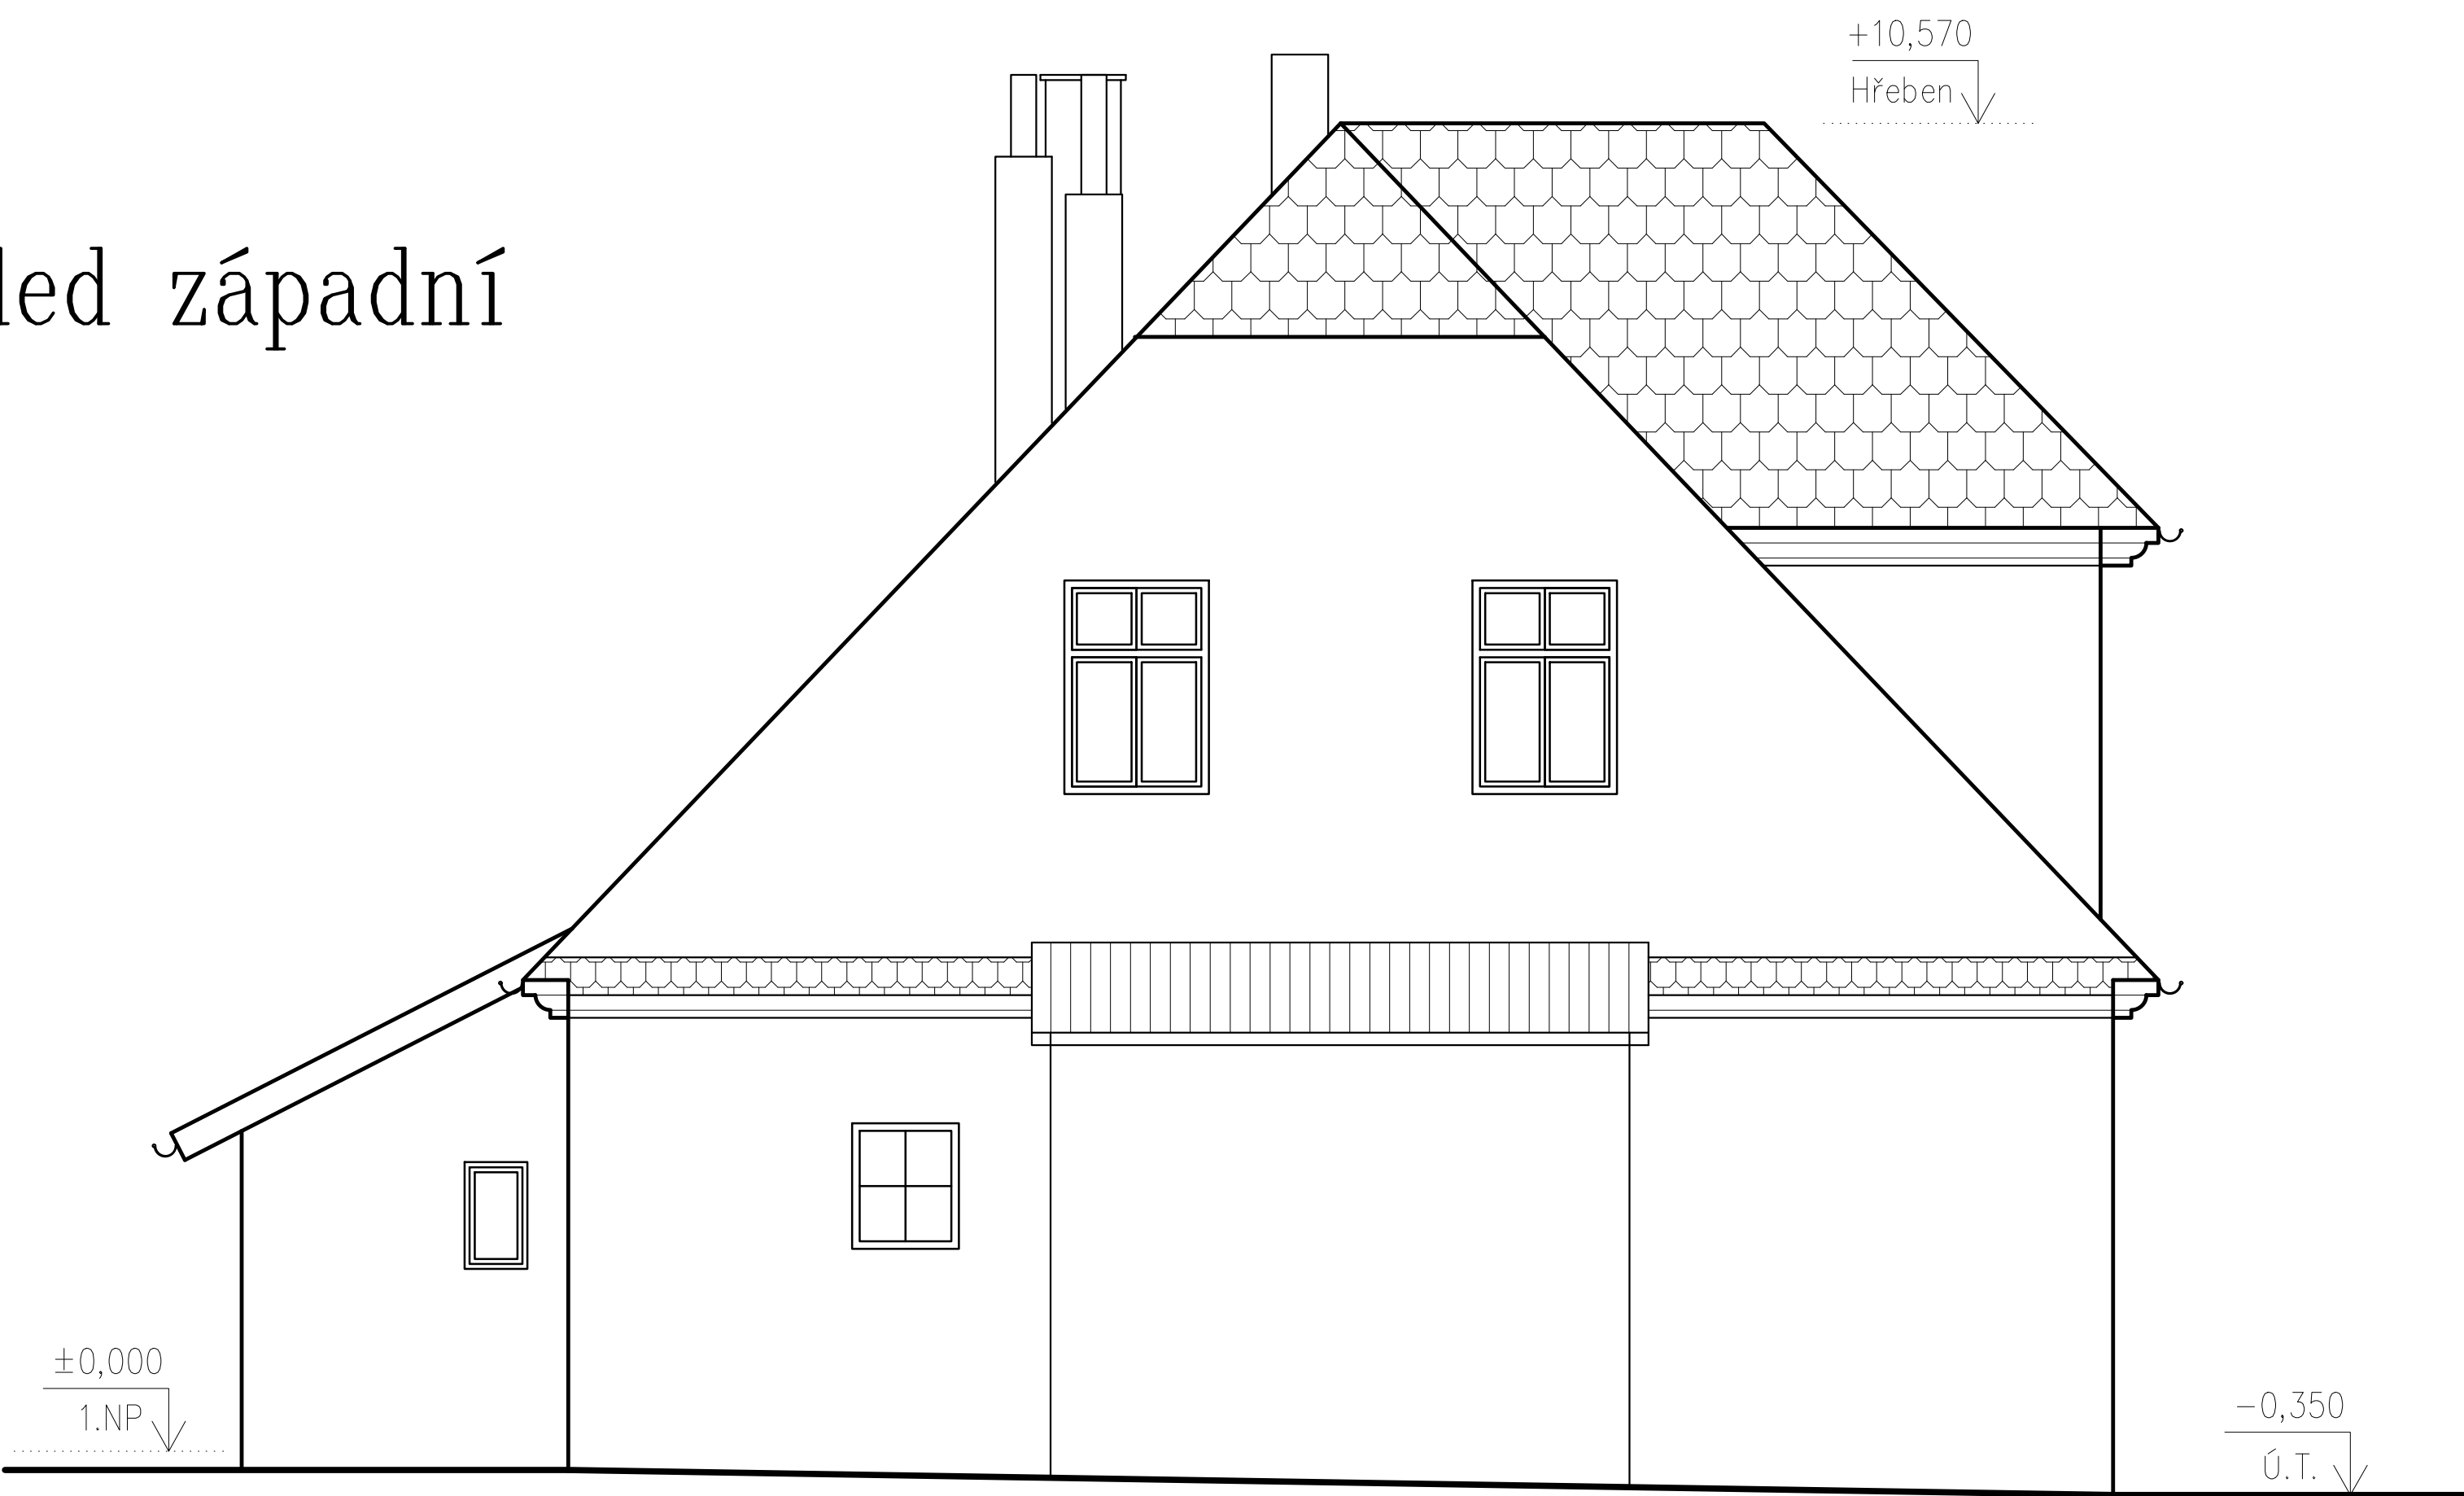 +10,570
Hřeben
led západní
±0,000
1.NP
-0,350
Ú.T.